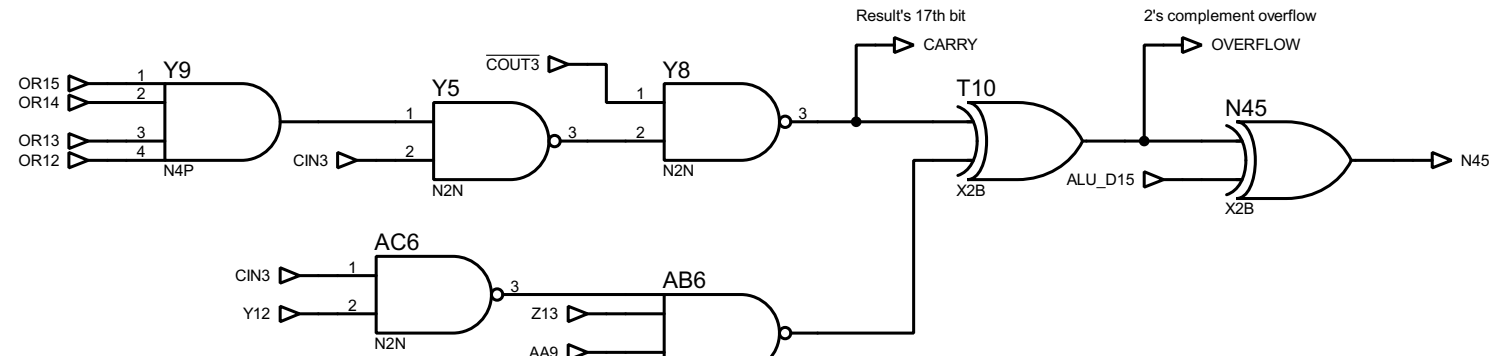 Result's 17th bit
2's complement overflow
CARRY
OVERFLOW
COUT3
Y9
Y5
Y8
T10
N45
OR15
OR14
OR13
OR12
1
2
3
4
N4P
1
CIN3
2
3
N2N
1
2
3
N2N
X2B
ALU_D15
X2B
N45
AC6
CIN3
1
Y12
2
3
N2N
AB6
Z13
AA9